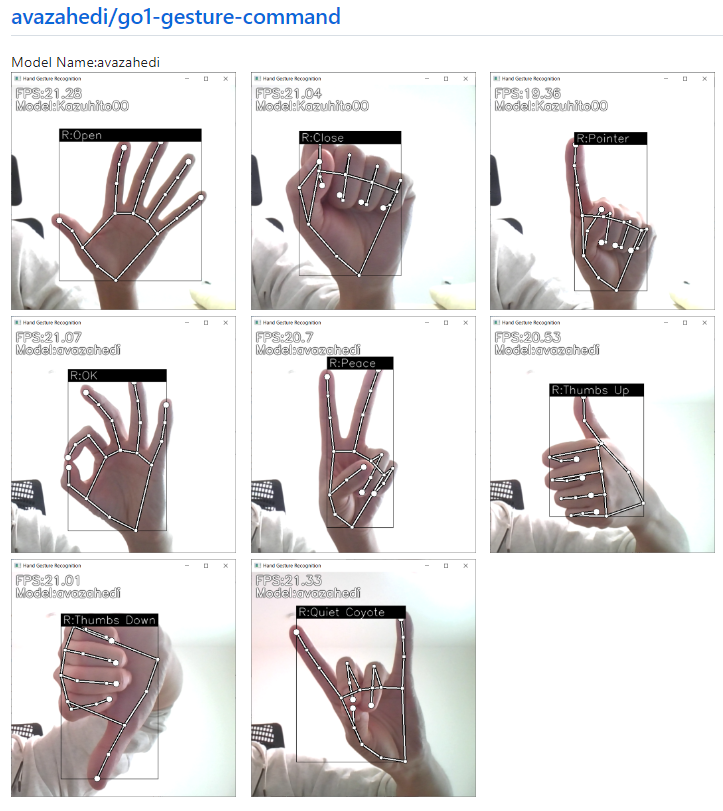 avazahedi/go1-gesture-command
Model Name:avazahedi
Hand Gesture Recognition
FPS:21.28
Model:Kazuhito00
R:Open
Hand Gesture Recognition
FPS:21.04
Model:Kazuhito00
R:Close
Hand Gesture Recognition
FPS:19.36
Model:Kazuhito00
R:Pointer
Hand Gesture Recognition
FPS:21.07
Model:avazahedi
R:OK
Hand Gesture Recognition
FPS:20.7
Model:avazahedi
R:Peace
Hand Gesture Recognition
FPS:20.53
Model:avazahedi
R:Thumbs Up
Hand Gesture Recognition
FPS:21.01
Model:avazahedi
R:Thumbs Down
Hand Gesture Recognition
FPS:21.33
Model:avazahedi
R:Quiet Coyote